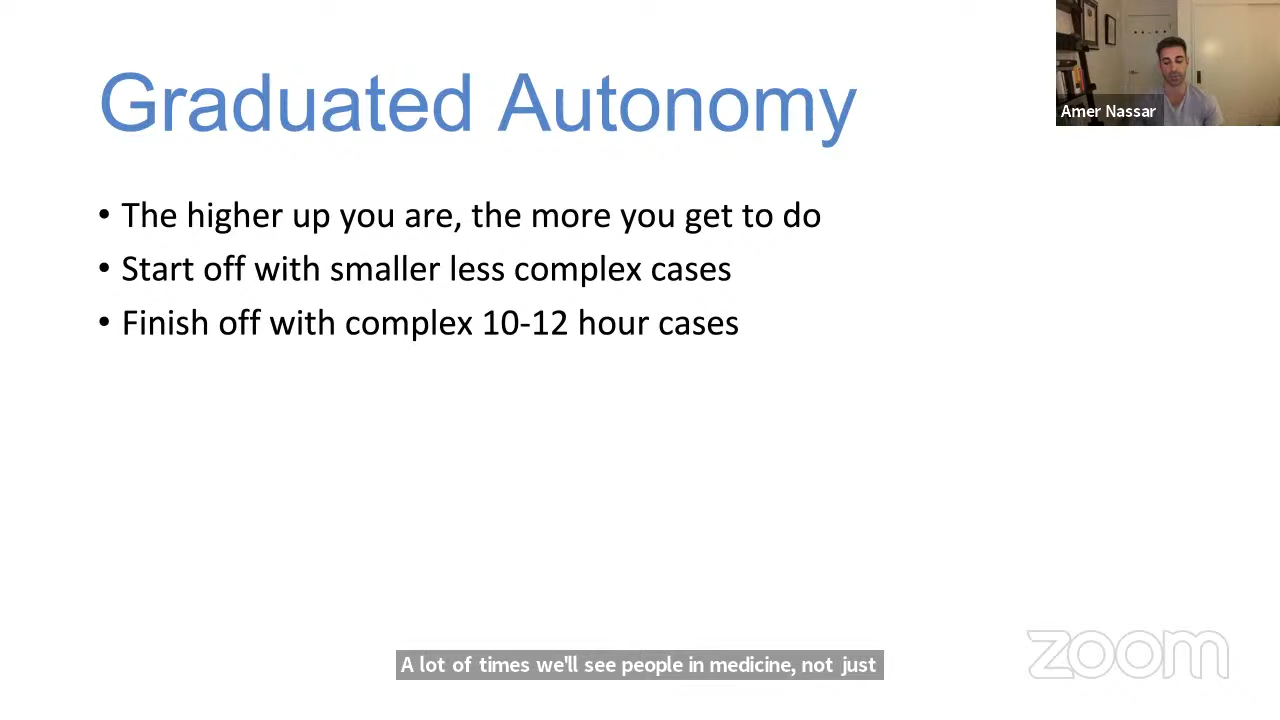 Graduated Autonomy
Amer Nassar
• The higher up you are, the more you get to do
• Start off with smaller less complex cases
• Finish off with complex 10-12 hour cases
A lot of times we'll see people in medicine, not just
zoom